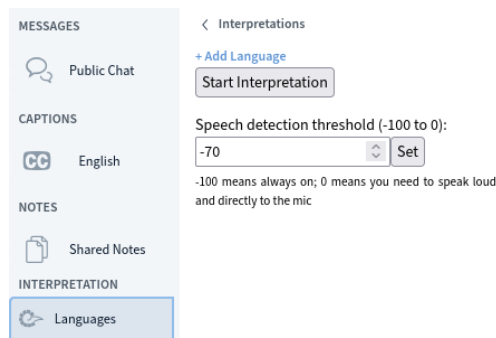 MESSAGES
Public Chat
CAPTIONS
CC
English
NOTES
Shared Notes
INTERPRETATION
Languages
Interpretations
+ Add Language
Start Interpretation
Speech detection threshold (-100 to 0):
-70
Set
-100 means always on; 0 means you need to speak loud
and directly to the mic